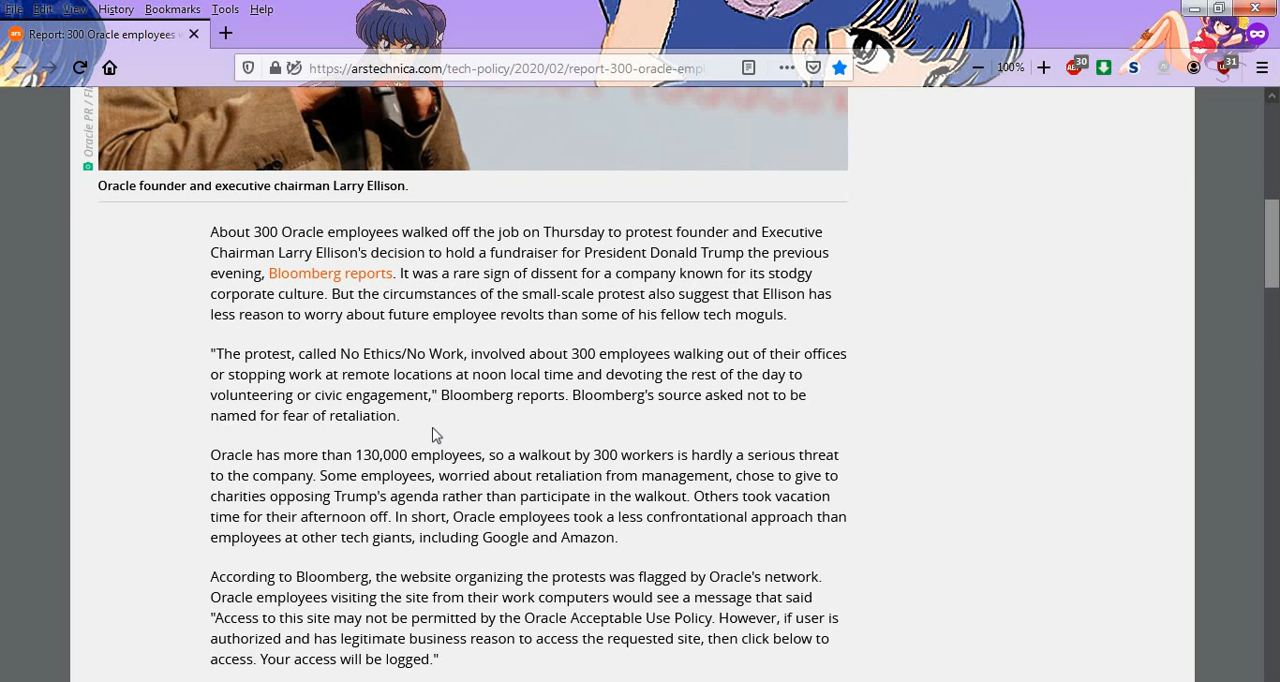 File Edit View History Bookmarks Tools Help
Report: 300 Oracle employees
https://arstechnica.com/tech-policy/2020/02/report-300-oracle-emp
100%
30
31
Oracle PR /
Oracle founder and executive chairman Larry Ellison.
About 300 Oracle employees walked off the job on Thursday to protest founder and Executive
Chairman Larry Ellison's decision to hold a fundraiser for President Donald Trump the previous
evening, Bloomberg reports. It was a rare sign of dissent for a company known for its stodgy
corporate culture. But the circumstances of the small-scale protest also suggest that Ellison has
less reason to worry about future employee revolts than some of his fellow tech moguls.
"The protest, called No Ethics/No Work, involved about 300 employees walking out of their offices
or stopping work at remote locations at noon local time and devoting the rest of the day to
volunteering or civic engagement," Bloomberg reports. Bloomberg's source asked not to be
named for fear of retaliation.
Oracle has more than 130,000 employees, so a walkout by 300 workers is hardly a serious threat
to the company. Some employees, worried about retaliation from management, chose to give to
charities opposing Trump's agenda rather than participate in the walkout. Others took vacation
time for their afternoon off. In short, Oracle employees took a less confrontational approach than
employees at other tech giants, including Google and Amazon.
According to Bloomberg, the website organizing the protests was flagged by Oracle's network.
Oracle employees visiting the site from their work computers would see a message that said
"Access to this site may not be permitted by the Oracle Acceptable Use Policy. However, if user is
authorized and has legitimate business reason to access the requested site, then click below to
access. Your access will be logged."